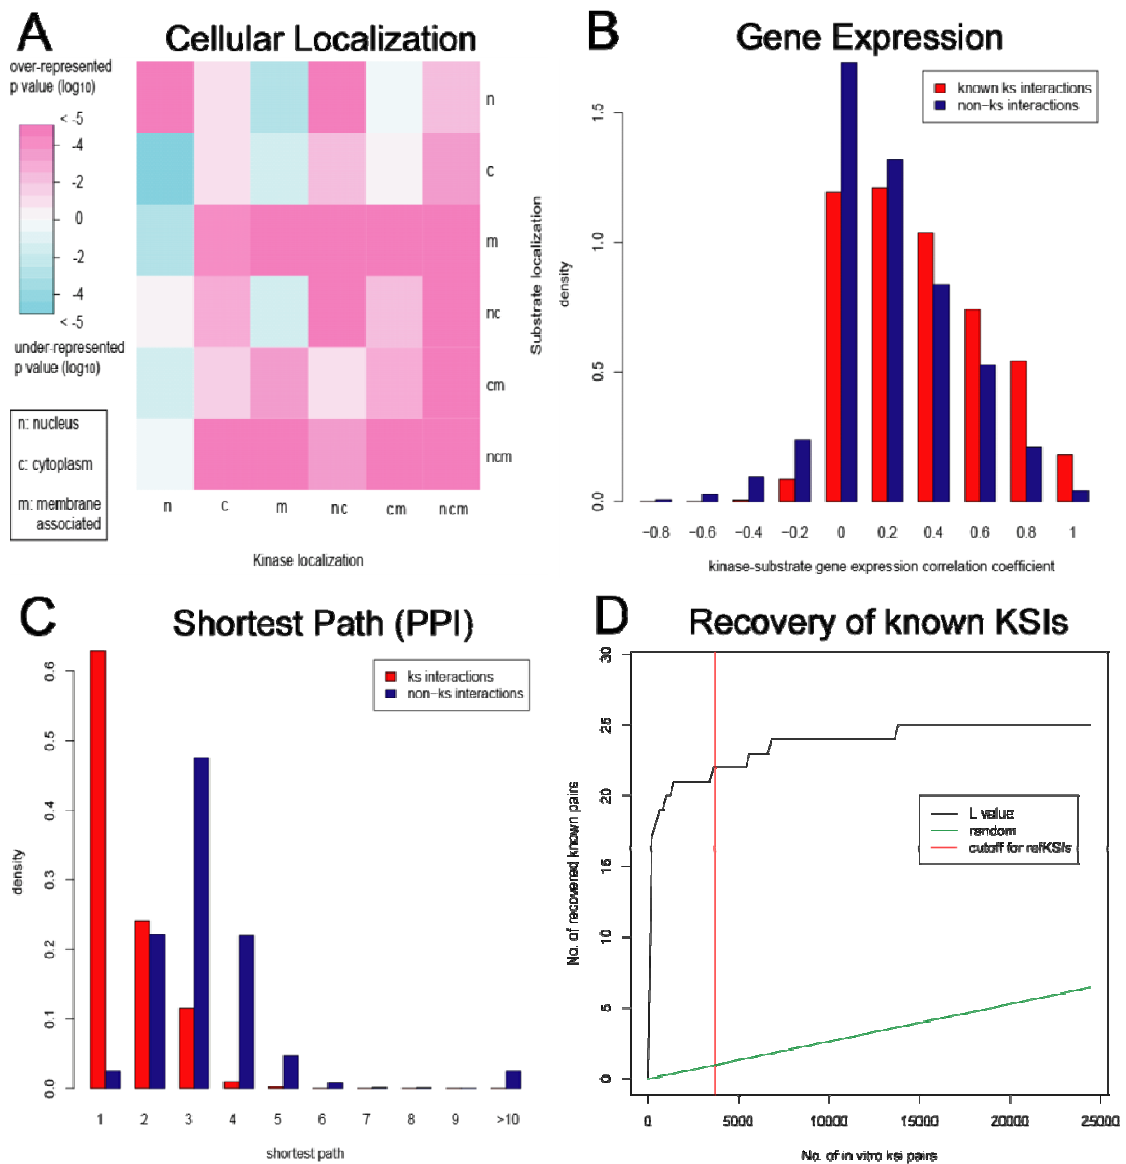 A
Cellular Localization
over-represented
p value (log10)
< -5
-4
-2
0
-2
-4
< -5
under-represented
p value (log10)
n: nucleus
c: cytoplasm
m: membrane
associated
n
c
m
nc
cm
ncm
Substrate localization
n
c
m
nc
cm
ncm
Kinase localization
B
Gene Expression
known ks interactions
non-ks interactions
density
1.5
1.0
0.5
0.0
-0.8
-0.6
-0.4
-0.2
0
0.2
0.4
0.6
0.8
1
kinase-substrate gene expression correlation coefficient
C
Shortest Path (PPI)
ks interactions
non-ks interactions
density
0.6
0.5
0.4
0.3
0.2
0.1
0.0
1
2
3
4
5
6
7
8
9
>10
shortest path
D
Recovery of known KSIs
No. of recovered known pairs
30
25
20
15
10
5
0
L value
random
cutoff for refKSIs
0
5000
10000
15000
20000
25000
No. of in vitro ksi pairs